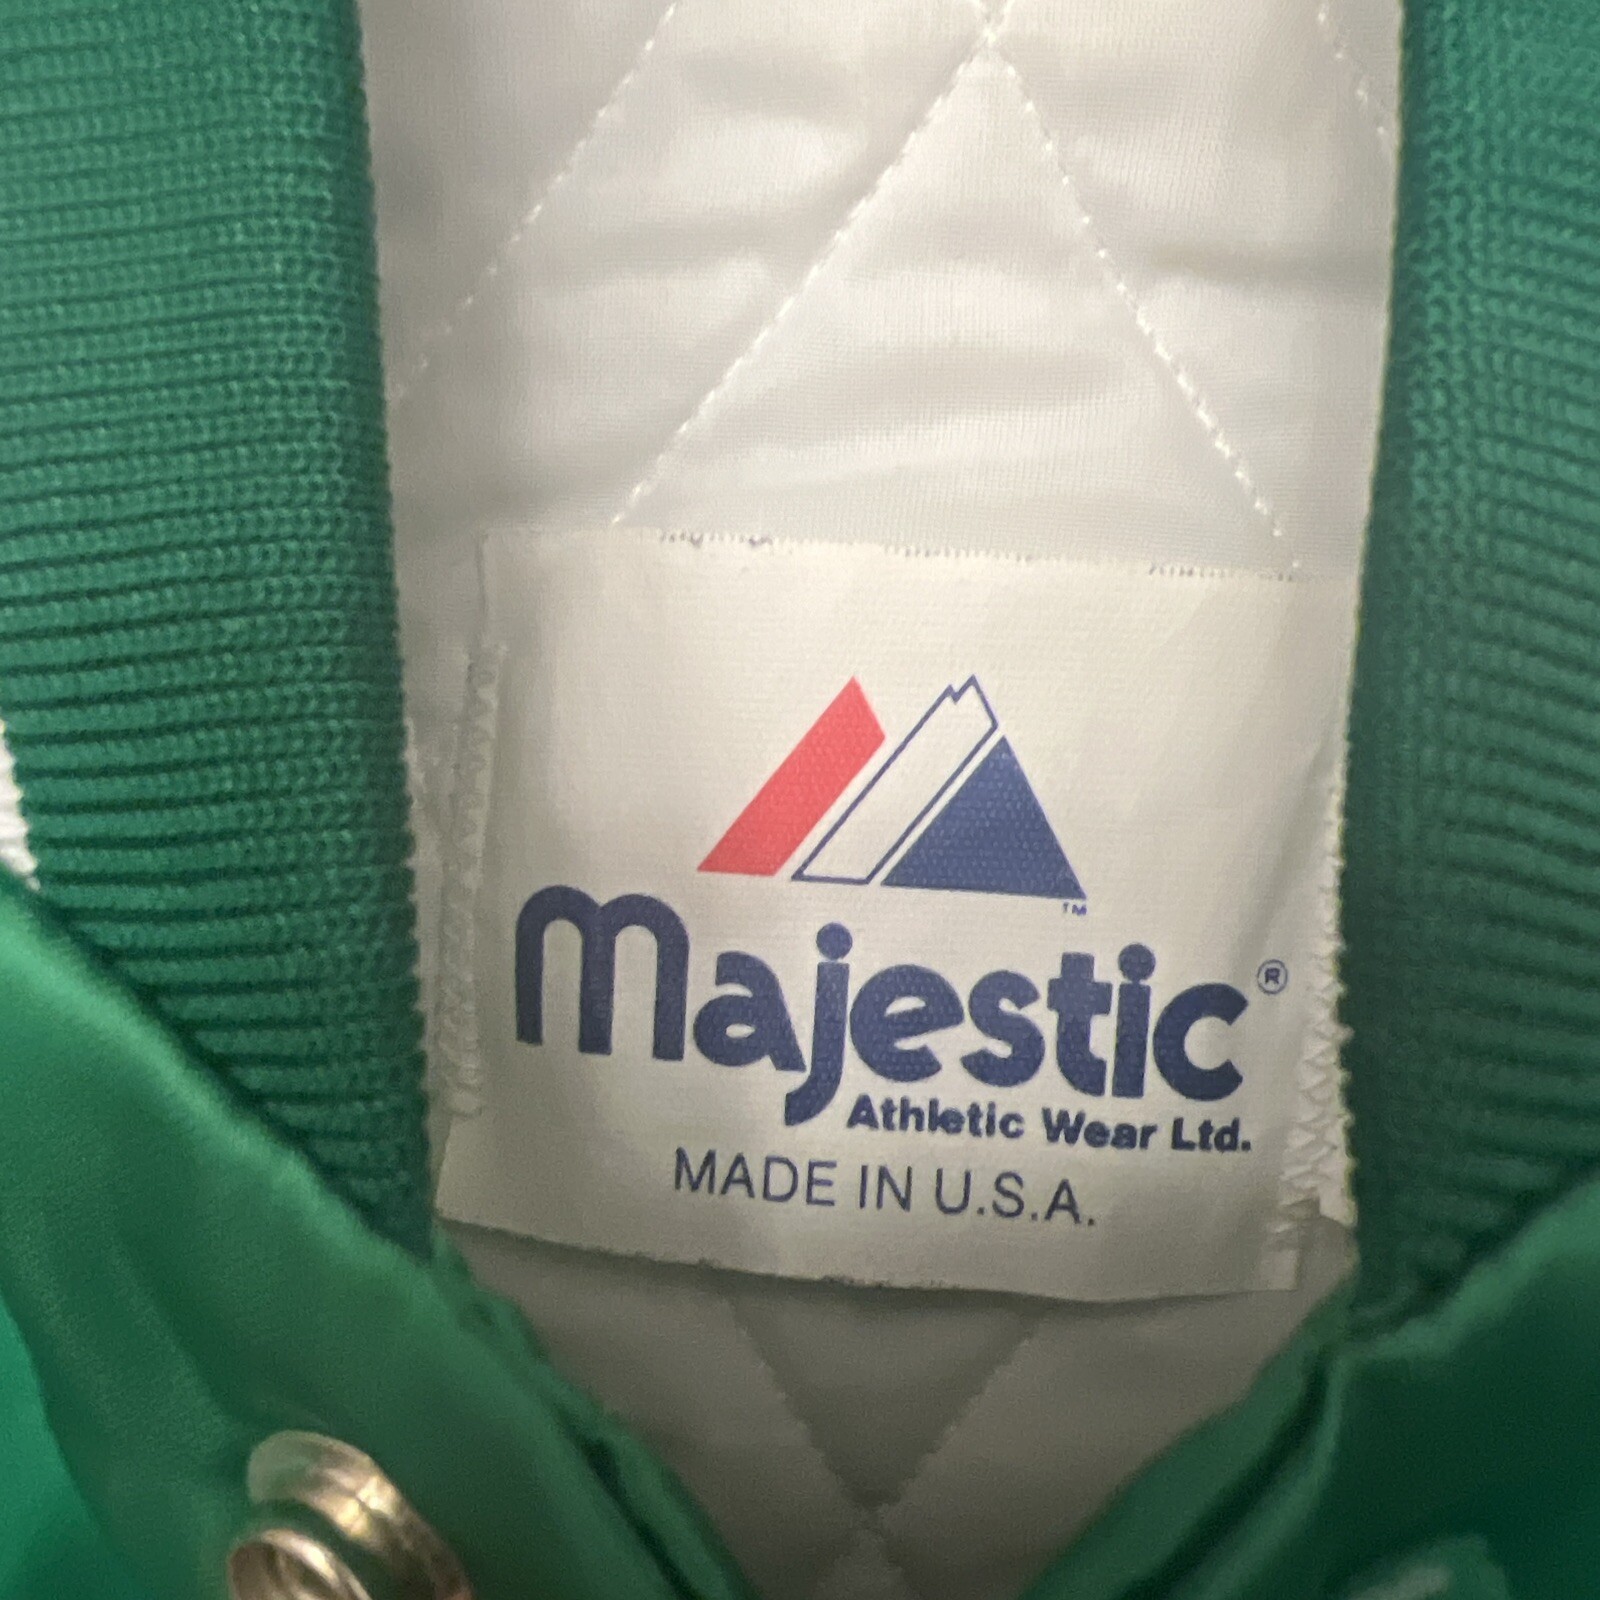 TM
majestic®
Athletic Wear Ltd.
MADE IN U.S.A.